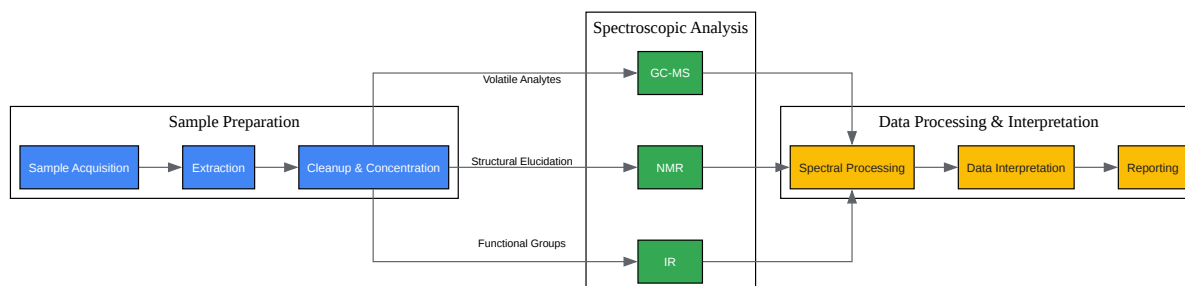 Spectroscopic Analysis
GC-MS
Volatile Analytes
Sample Preparation
Data Processing & Interpretation
Sample Acquisition
Extraction
Cleanup & Concentration
Structural Elucidation
NMR
Spectral Processing
Data Interpretation
Reporting
Functional Groups
IR